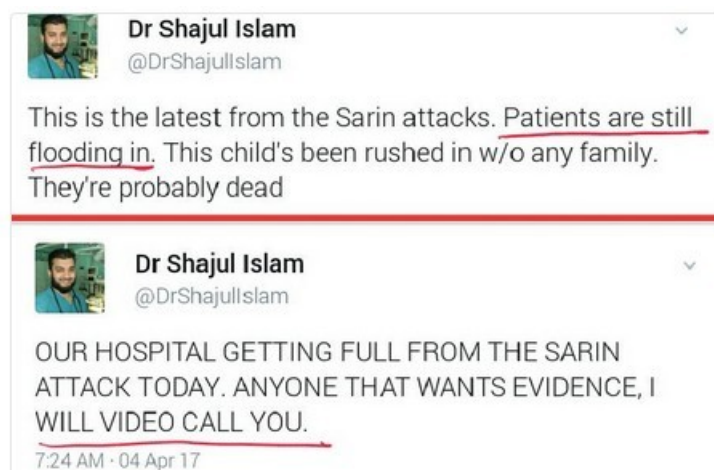 Dr Shajul Islam
@DrShajulIslam
This is the latest from the Sarin attacks. Patients are still
flooding in. This child's been rushed in w/o any family.
They're probably dead
Dr Shajul Islam
@DrShajulIslam
OUR HOSPITAL GETTING FULL FROM THE SARIN
ATTACK TODAY. ANYONE THAT WANTS EVIDENCE, I
WILL VIDEO CALL YOU.
7:24 AM · 04 Apr 17